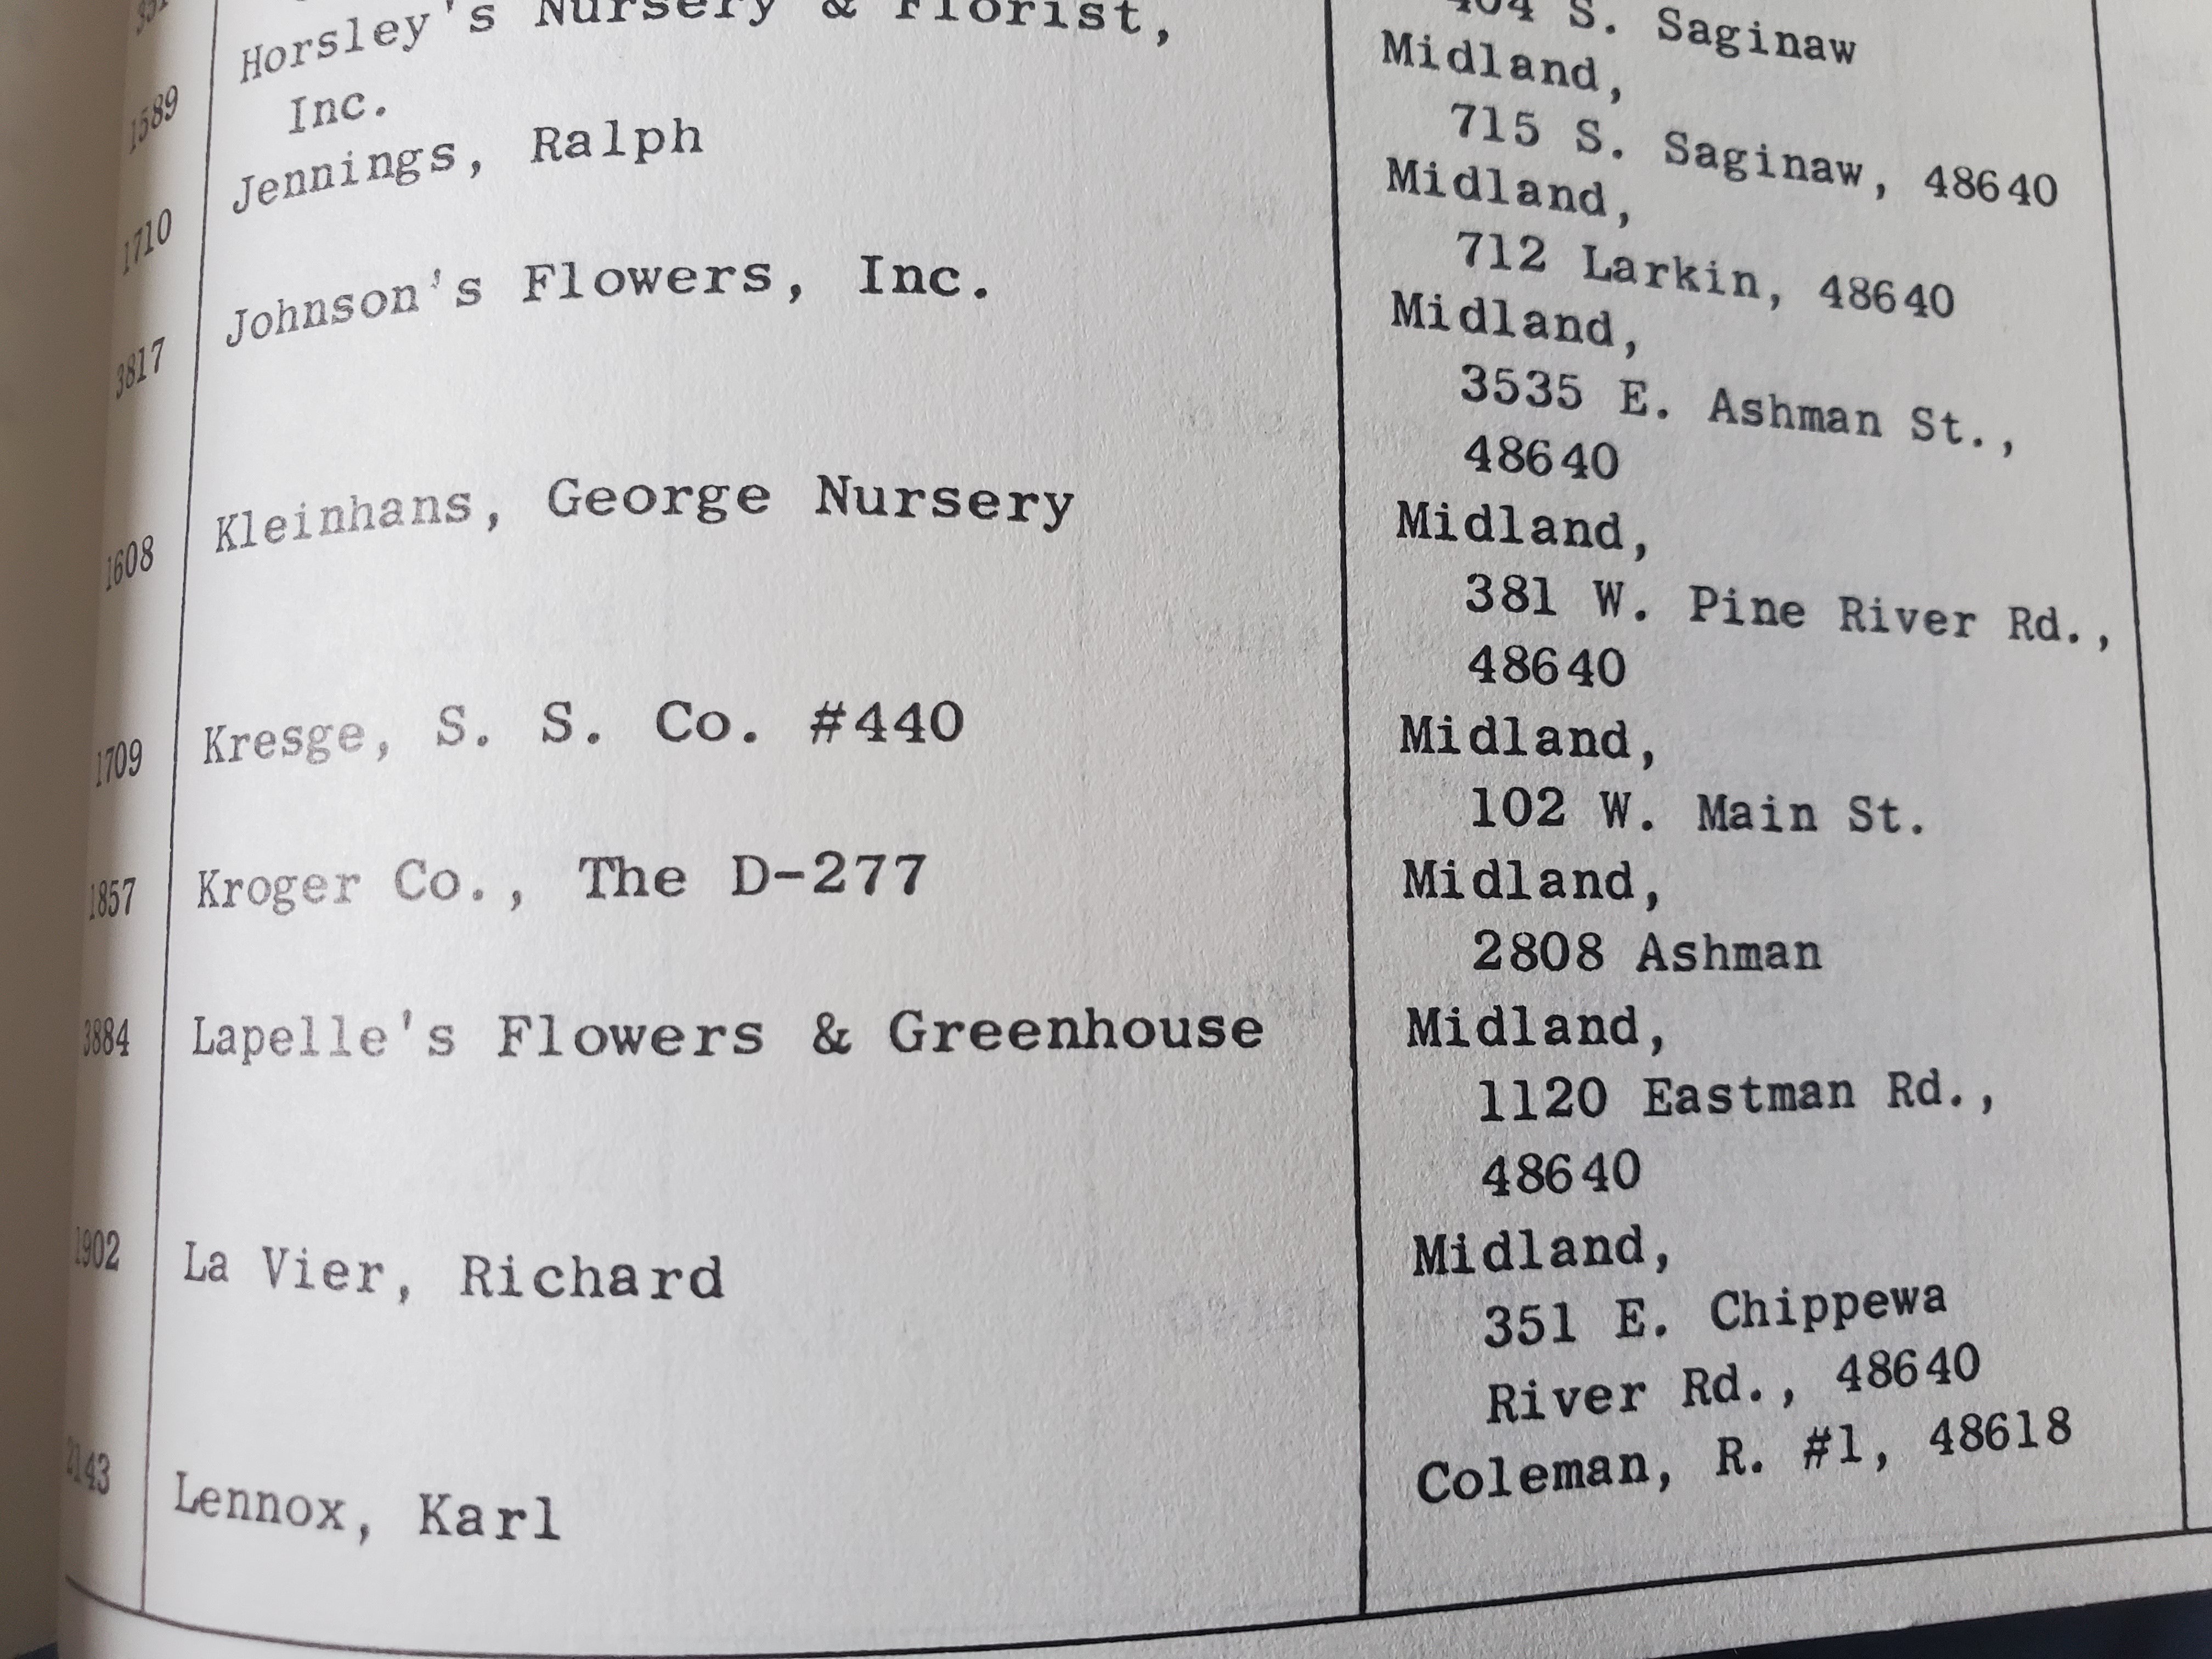 S. Saginaw
1589 Horsley's Nursery & Florist, Midland,
Inc. 715 S. Saginaw, 48640
1710 Jennings, Ralph Midland,
712 Larkin, 48640
3817 Johnson's Flowers, Inc. Midland,
3535 E. Ashman St.,
48640
1608 Kleinhans, George Nursery Midland,
381 W. Pine River Rd.,
48640
1709 Kresge, S. S. Co. #440 Midland,
102 W. Main St.
1857 Kroger Co., The D-277 Midland,
2808 Ashman
3884 Lapelle's Flowers & Greenhouse Midland,
1120 Eastman Rd.,
48640
1902 La Vier, Richard Midland,
351 E. Chippewa
River Rd., 48640
2143 Lennox, Karl Coleman, R. #1, 48618